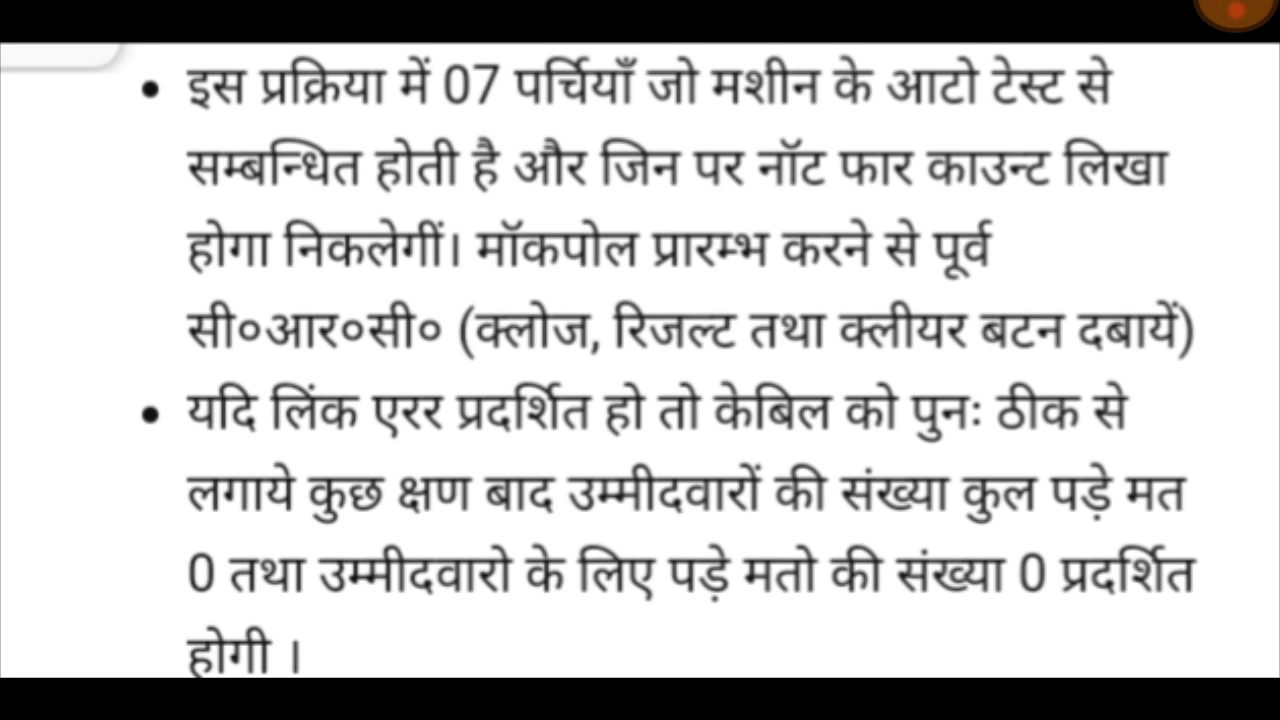 • इस प्रक्रिया में 07 पर्चियाँ जो मशीन के आटो टेस्ट से
सम्बन्धित होती है और जिन पर नॉट फार काउन्ट लिखा
होगा निकलेगीं। मॉकपोल प्रारम्भ करने से पूर्व
सी०आर०सी० (क्लोज, रिजल्ट तथा क्लीयर बटन दबायें)
• यदि लिंक एरर प्रदर्शित हो तो केबिल को पुनः ठीक से
लगाये कुछ क्षण बाद उम्मीदवारों की संख्या कुल पड़े मत
0 तथा उम्मीदवारो के लिए पड़े मतो की संख्या 0 प्रदर्शित
होगी ।